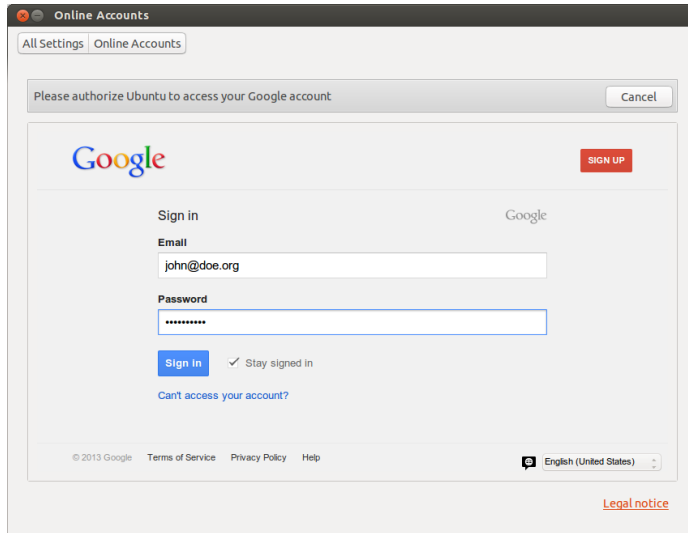 Online Accounts
All Settings Online Accounts
Please authorize Ubuntu to access your Google account Cancel
Google SIGN UP
Sign in Google
Email
john@doe.org
Password
••••••••••
Sign in Stay signed in
Can't access your account?
© 2013 Google Terms of Service Privacy Policy Help English (United States)
Legal notice